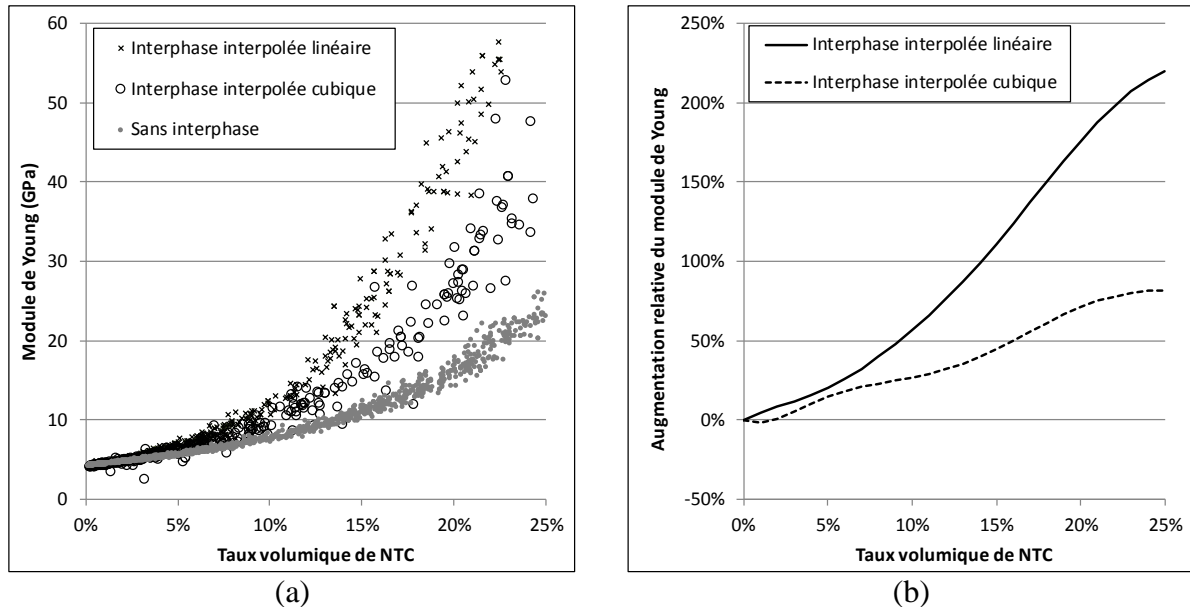 60
50
40
30
20
10
0
Module de Young (GPa)
Interphase interpolée linéaire
Interphase interpolée cubique
Sans interphase
0% 5% 10% 15% 20% 25%
Taux volumique de NTC
(a)
250%
200%
150%
100%
50%
0%
-50%
Augmentation relative du module de Young
Interphase interpolée linéaire
Interphase interpolée cubique
0% 5% 10% 15% 20% 25%
Taux volumique de NTC
(b)